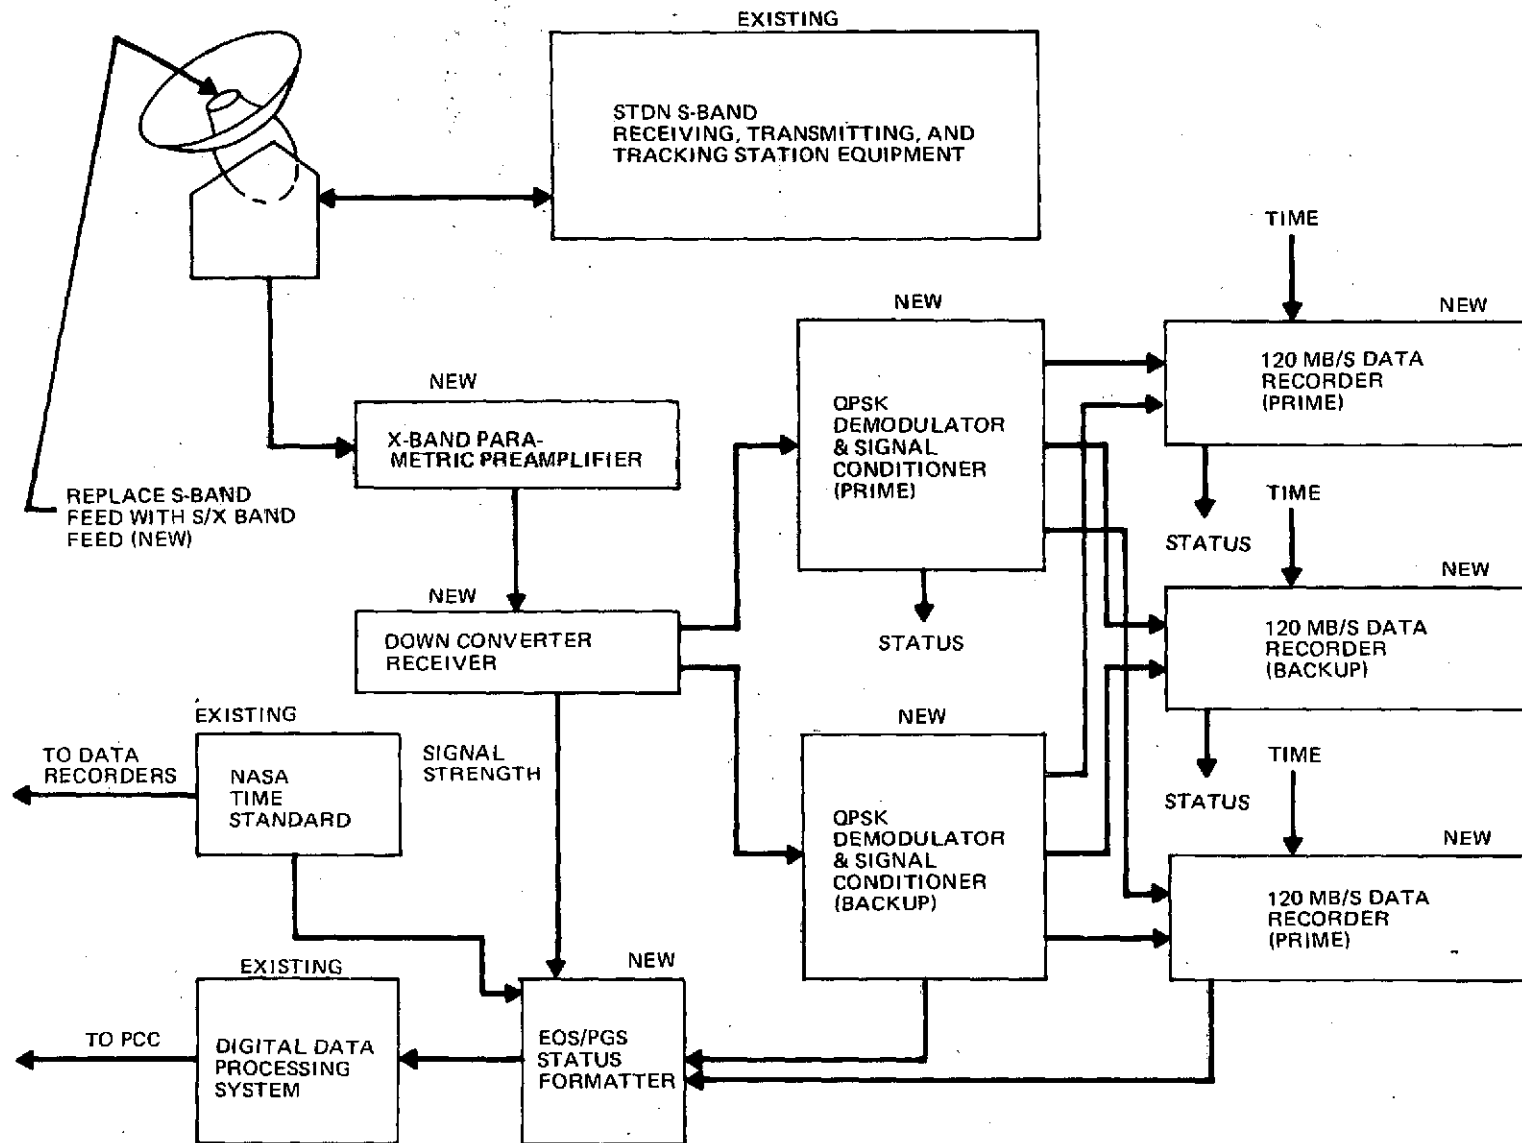 EXISTING
STDN S-BAND
RECEIVING, TRANSMITTING, AND
TRACKING STATION EQUIPMENT
TIME
NEW
NEW
120 MB/S DATA
RECORDER
(PRIME)
NEW
QPSK
DEMODULATOR
& SIGNAL
CONDITIONER
(PRIME)
X-BAND PARA-
METRIC PREAMPLIFIER
REPLACE S-BAND
FEED WITH S/X BAND
FEED (NEW)
TIME
STATUS
NEW
NEW
STATUS
120 MB/S DATA
RECORDER
(BACKUP)
DOWN CONVERTER
RECEIVER
EXISTING
NEW
TO DATA
RECORDERS
SIGNAL
STRENGTH
TIME
NASA
TIME
STANDARD
STATUS
QPSK
DEMODULATOR
& SIGNAL
CONDITIONER
(BACKUP)
NEW
120 MB/S DATA
RECORDER
(PRIME)
EXISTING
NEW
TO PCC
DIGITAL DATA
PROCESSING
SYSTEM
EOS/PGS
STATUS
FORMATTER